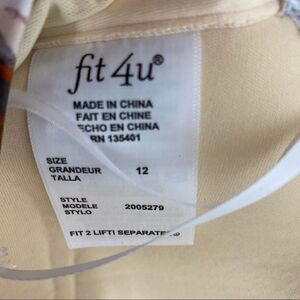 fit 4u®
MADE IN CHINA
FAIT EN CHINE
ECHO EN CHINA
RN 135401
SIZE
GRANDEUR 12
TALLA
STYLE
MODELE 2005279
STYLO
FIT 2 LIFT! SEPARATES®